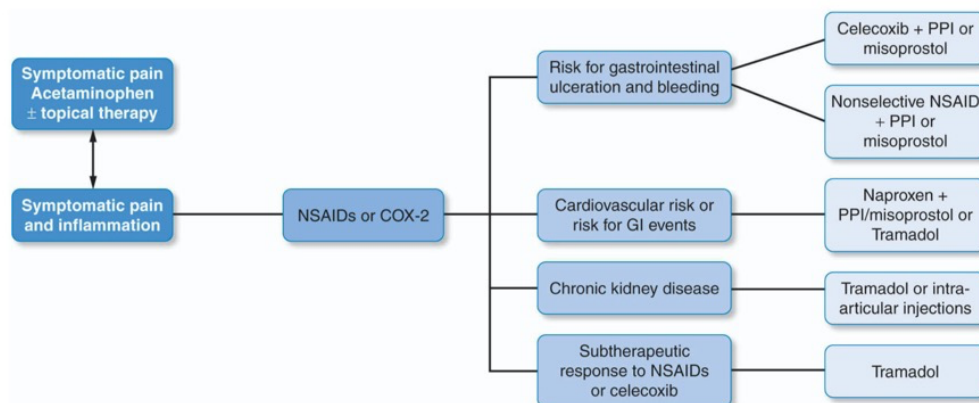 Symptomatic pain
Acetaminophen
± topical therapy
Symptomatic pain
and inflammation
NSAIDs or COX-2
Risk for gastrointestinal
ulceration and bleeding
Celecoxib + PPI or
misoprostol
Nonselective NSAID
+ PPI or
misoprostol
Cardiovascular risk or
risk for GI events
Naproxen +
PPI/misoprostol or
Tramadol
Chronic kidney disease
Tramadol or intra-
articular injections
Subtherapeutic
response to NSAIDs
or celecoxib
Tramadol